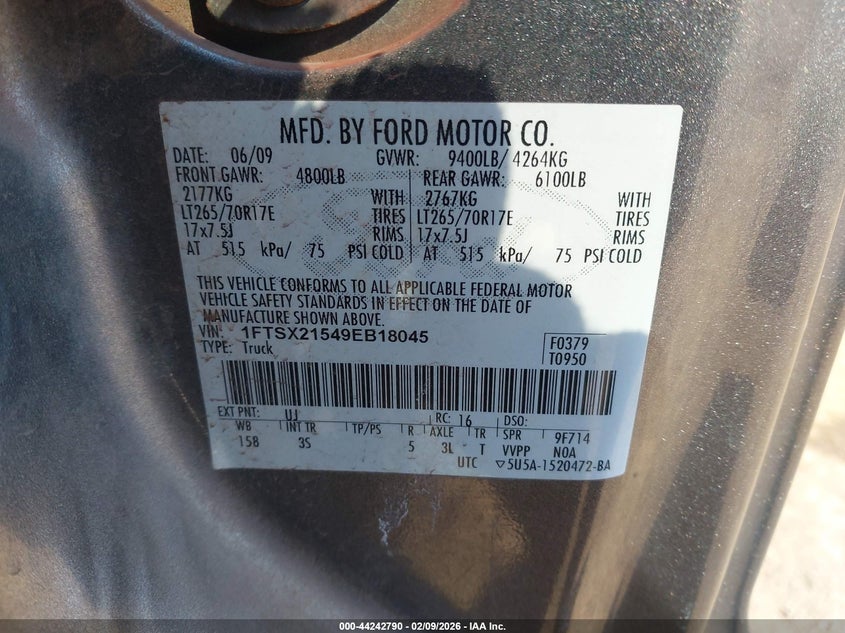 MFD. BY FORD MOTOR CO.
DATE: 06/09 GVWR: 9400LB/ 4264KG
FRONT GAWR: 4800LB REAR GAWR: 6100LB
2177KG WITH 2767KG WITH
LT265/70R17E TIRES LT265/70R17E TIRES
17x7.5J RIMS 17x7.5J RIMS
AT 515 kPa/ 75 PSI COLD AT 515 kPa/ 75 PSI COLD
THIS VEHICLE CONFORMS TO ALL APPLICABLE FEDERAL MOTOR
VEHICLE SAFETY STANDARDS IN EFFECT ON THE DATE OF
MANUFACTURE SHOWN ABOVE.
VIN: 1FTSX21549EB18045 F0379
TYPE: Truck T0950
EXT PNT: UJ RC: 16 DSO:
WB INT TR TP/PS R AXLE TR SPR 9F714
158 3S 5 3L T VVPP N0A
UTC ▽5U5A-1520472-BA
000-44242790 - 02/09/2026 - IAA Inc.